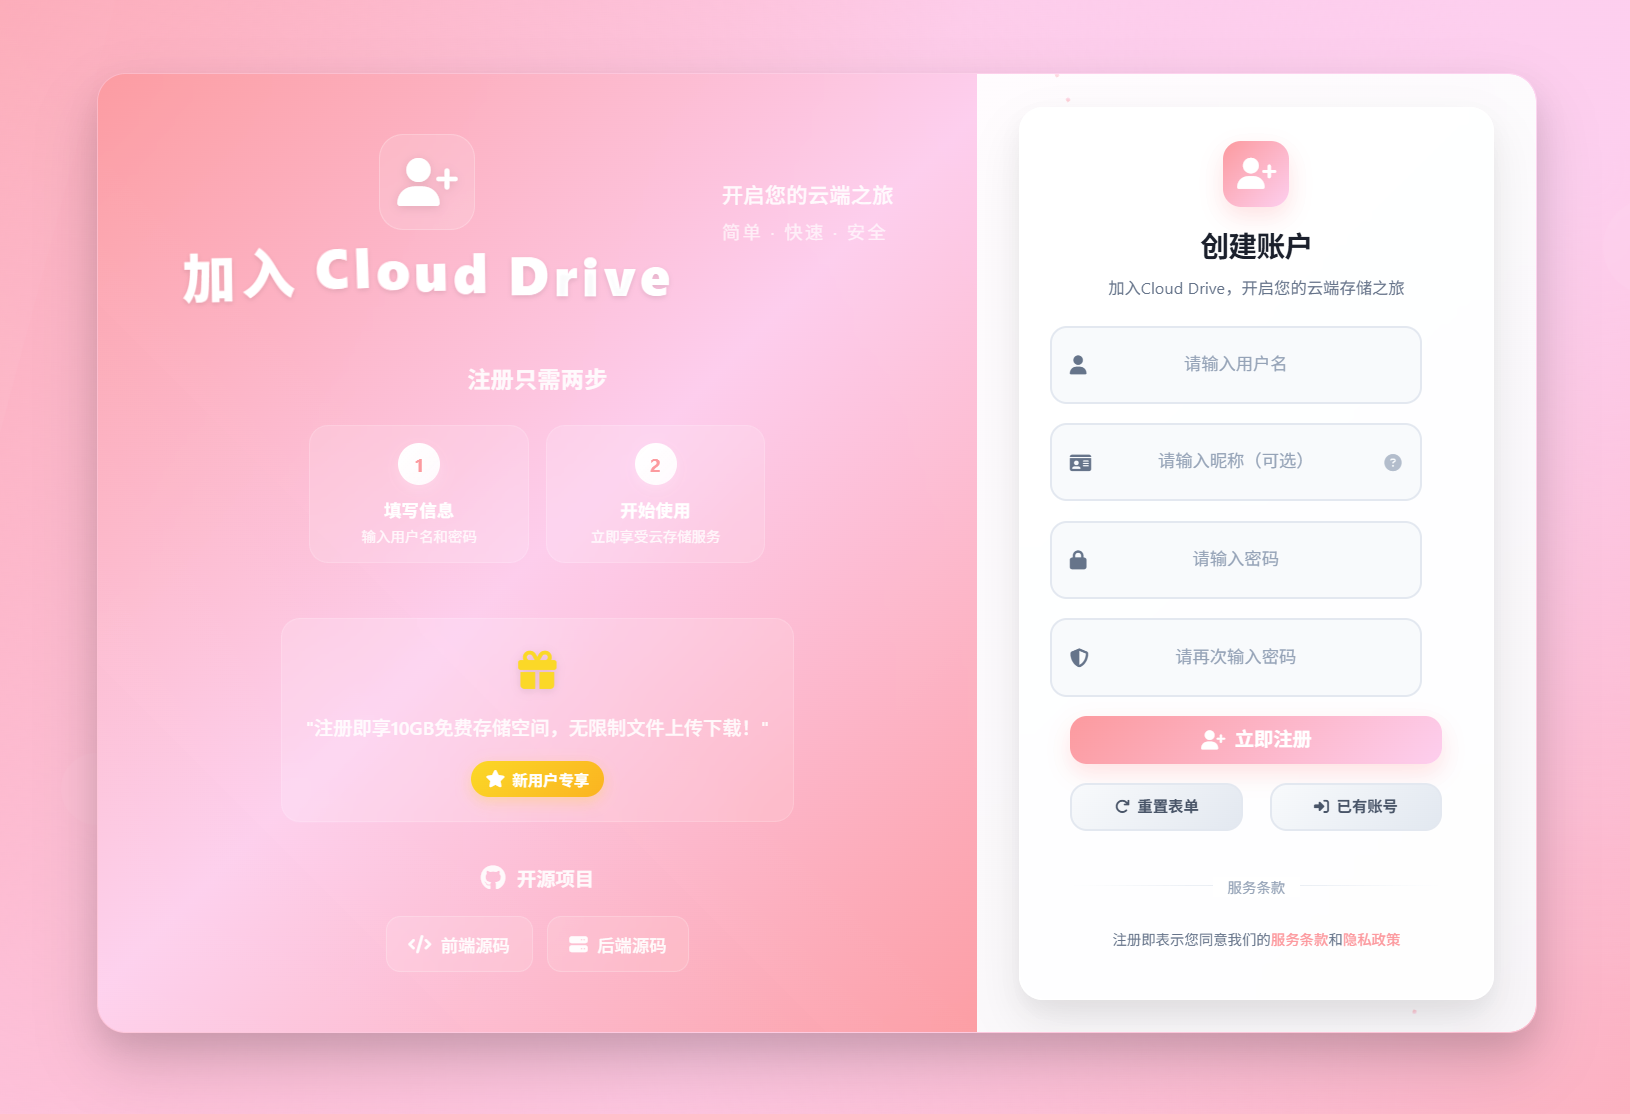 加入 Cloud Drive
开启您的云端之旅
简单 · 快速 · 安全
注册只需两步
1
填写信息
输入用户名和密码
2
开始使用
立即享受云存储服务
"注册即享10GB免费存储空间，无限制文件上传下载！"
新用户专享
开源项目
前端源码
后端源码
创建账户
加入Cloud Drive，开启您的云端存储之旅
请输入用户名
请输入昵称（可选）
?
请输入密码
请再次输入密码
立即注册
重置表单
已有账号
服务条款
注册即表示您同意我们的服务条款和隐私政策